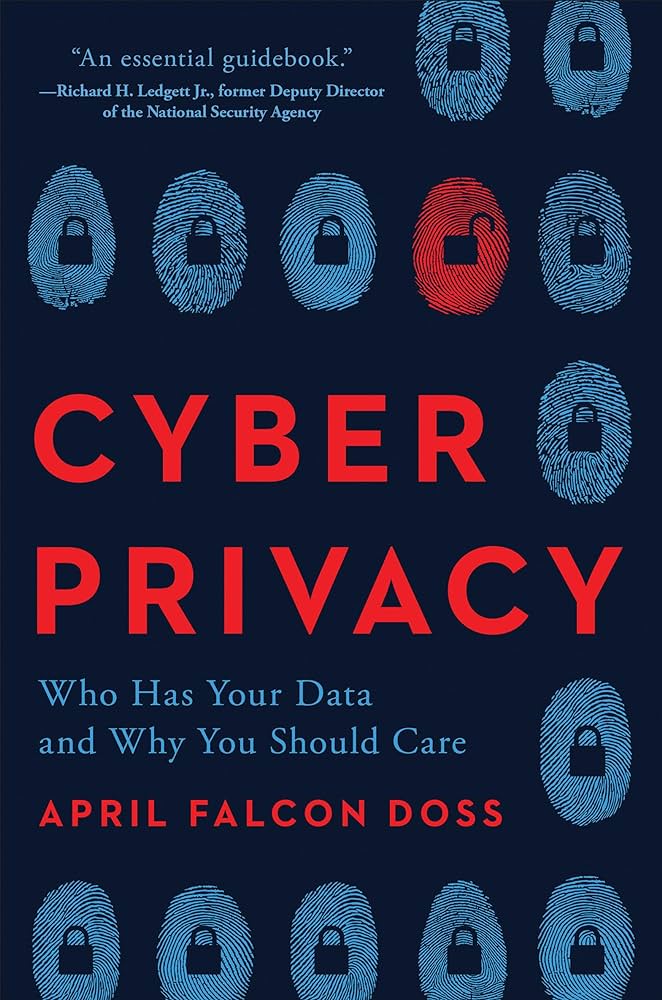 “An essential guidebook.”
—Richard H. Ledgett Jr., former Deputy Director
of the National Security Agency
CYBER
PRIVACY
Who Has Your Data
and Why You Should Care
APRIL FALCON DOSS